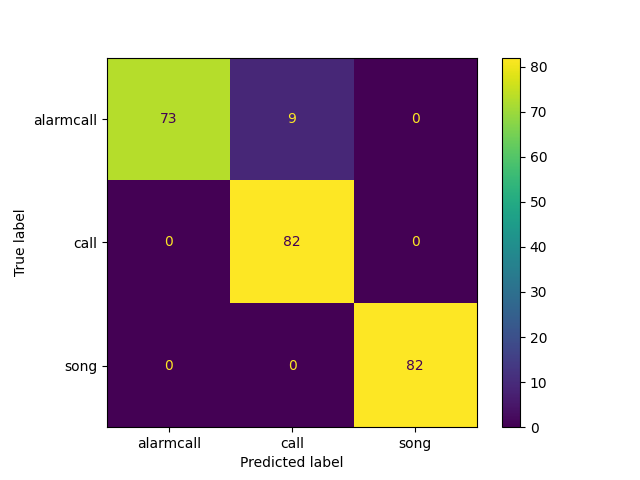 alarmcall 73 9 0
call 0 82 0
song 0 0 82
alarmcall call song
Predicted label
True label
80
70
60
50
40
30
20
10
0